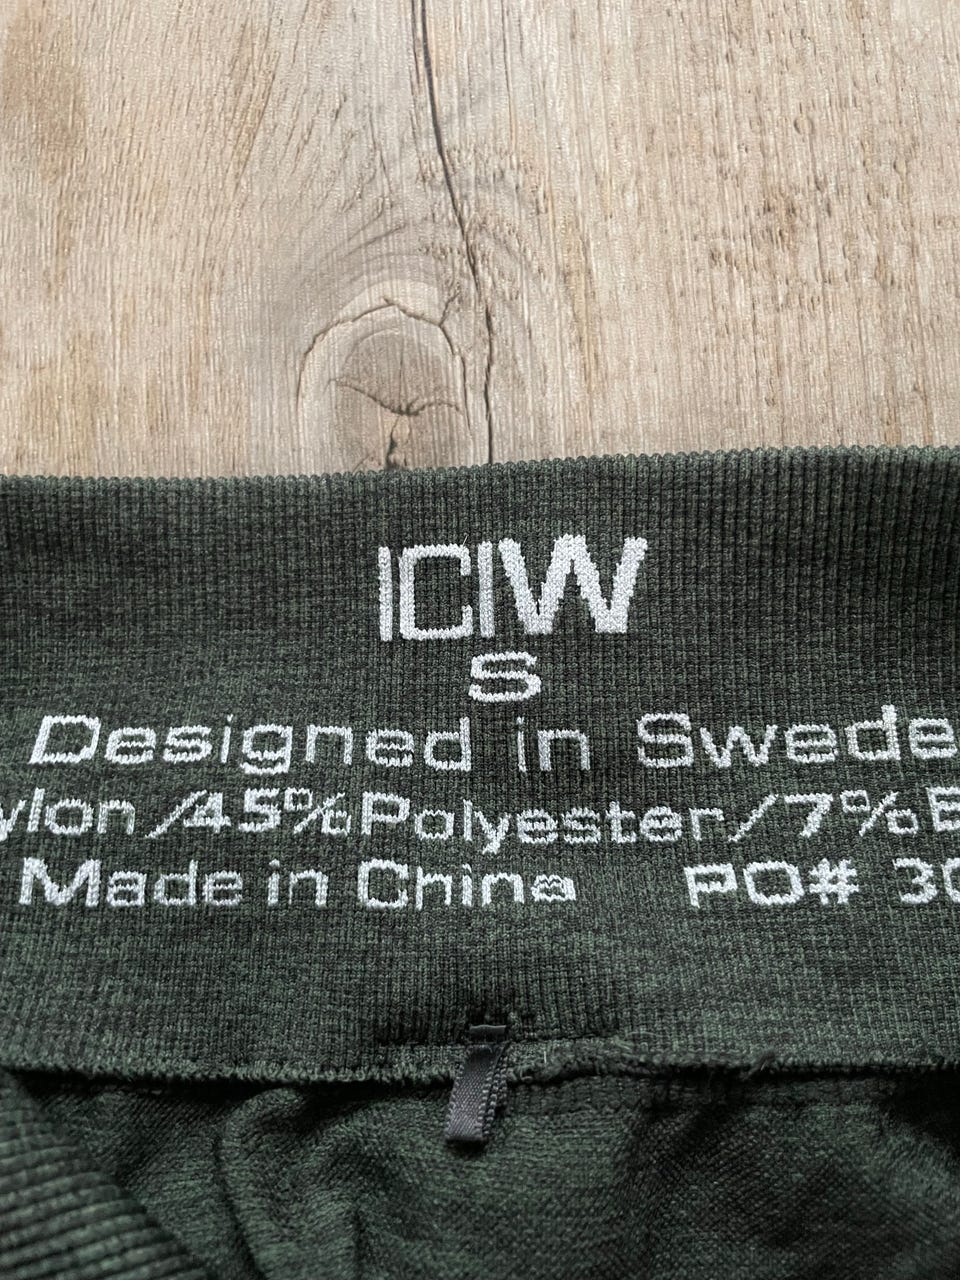 ICIW
S
Designed in Swede
ylon/45%Polyester/7%E
Made in China PO# 30